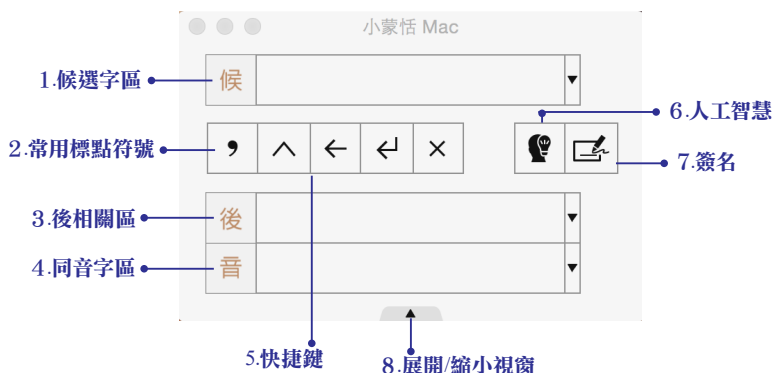 小蒙恬 Mac
1.候選字區
候
6.人工智慧
2.常用標點符號
,
7.簽名
3.後相關區
後
4.同音字區
音
5.快捷鍵
8.展開/縮小視窗